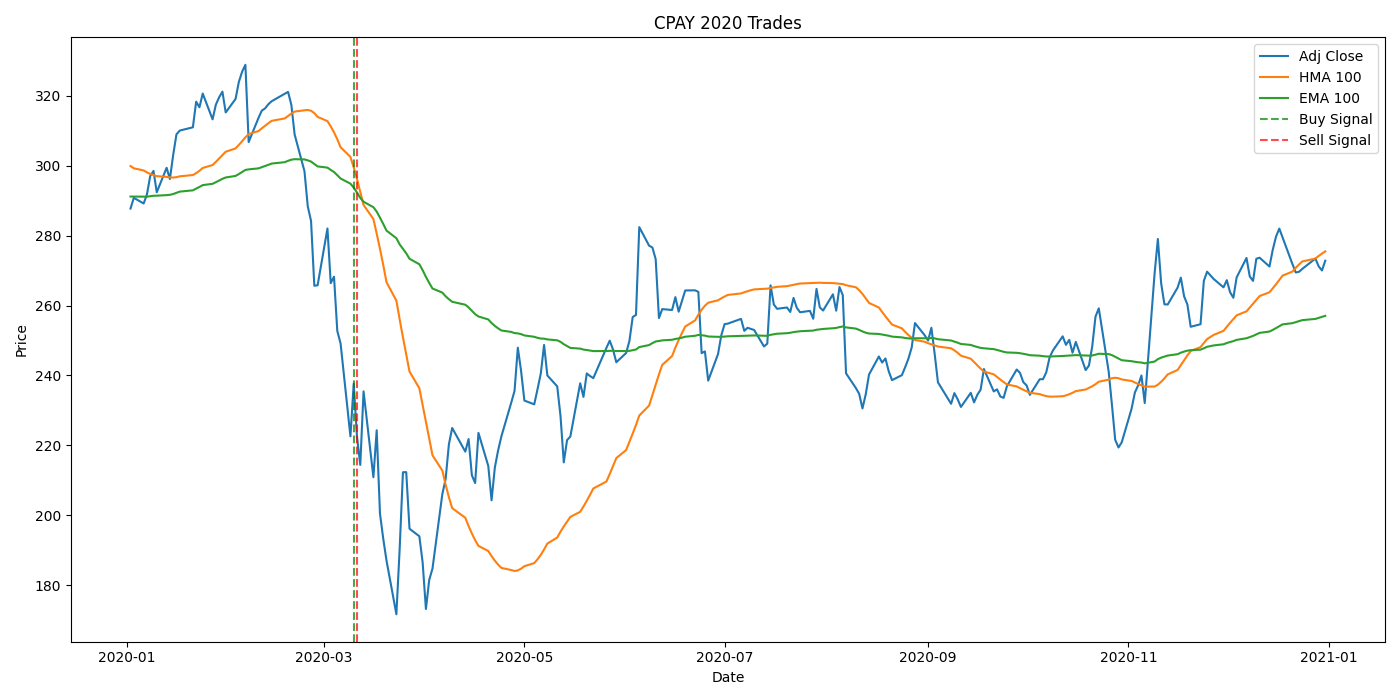 CPAY 2020 Trades
Adj Close
HMA 100
EMA 100
Buy Signal
Sell Signal
Price
320
300
280
260
240
220
200
180
2020-01
2020-03
2020-05
2020-07
2020-09
2020-11
2021-01
Date